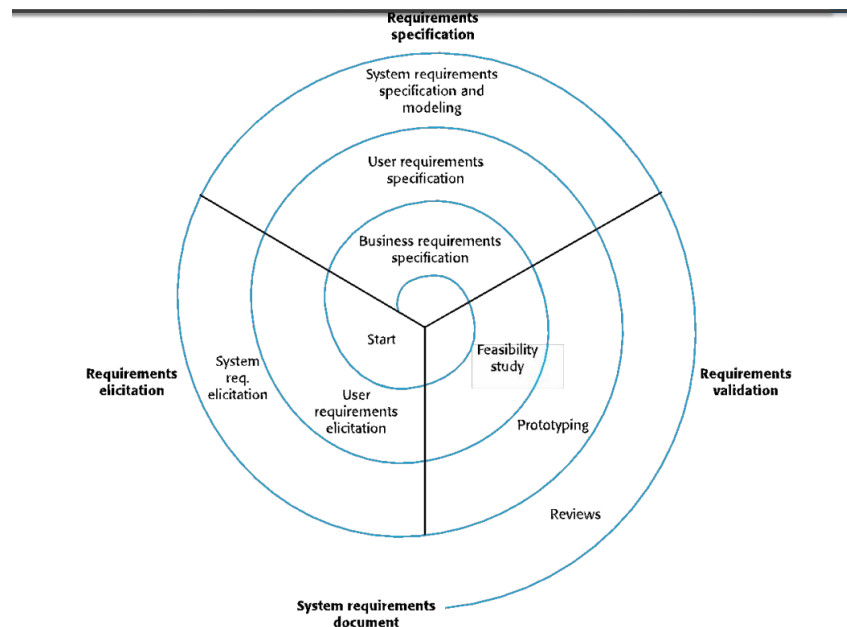 Requirements
specification
System requirements
specification and
modeling
User requirements
specification
Business requirements
specification
Start
Feasibility
study
System
req.
elicitation
Requirements
elicitation
Requirements
validation
User
requirements
elicitation
Prototyping
Reviews
System requirements
document